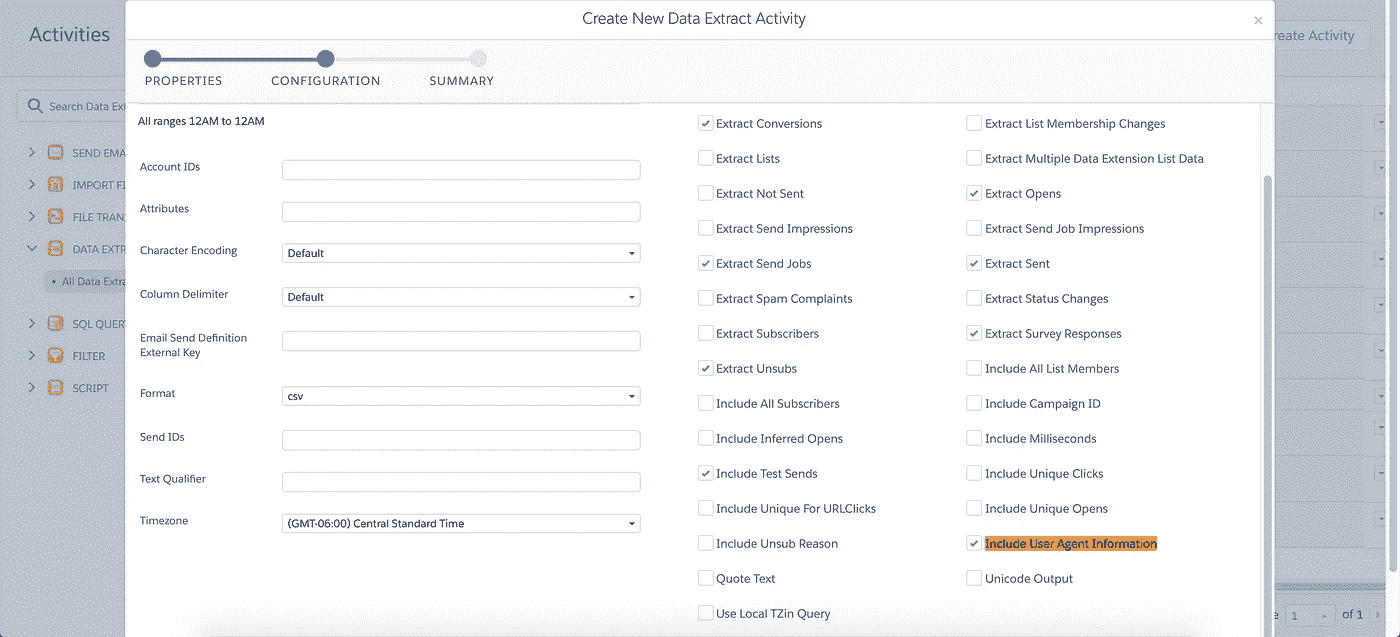 Create New Data Extract Activity
×
Activities
reate Activity
PROPERTIES
CONFIGURATION
SUMMARY
Search Data Ext
SEND EMA
IMPORT FI
FILE TRAN
DATA EXTR
• All Data Extra
SQL QUER
FILTER
SCRIPT
All ranges 12AM to 12AM
Account IDs
Attributes
Character Encoding
Default
Column Delimiter
Default
Email Send Definition
External Key
Format
csv
Send IDs
Text Qualifier
Timezone
(GMT-06:00) Central Standard Time
Extract Conversions
Extract Lists
Extract Not Sent
Extract Send Impressions
Extract Send Jobs
Extract Spam Complaints
Extract Subscribers
Extract Unsubs
Include All Subscribers
Include Inferred Opens
Include Test Sends
Include Unique For URLClicks
Include Unsub Reason
Quote Text
Use Local TZin Query
Extract List Membership Changes
Extract Multiple Data Extension List Data
Extract Opens
Extract Send Job Impressions
Extract Sent
Extract Status Changes
Extract Survey Responses
Include All List Members
Include Campaign ID
Include Milliseconds
Include Unique Clicks
Include Unique Opens
Include User Agent Information
Unicode Output
e 1 of 1